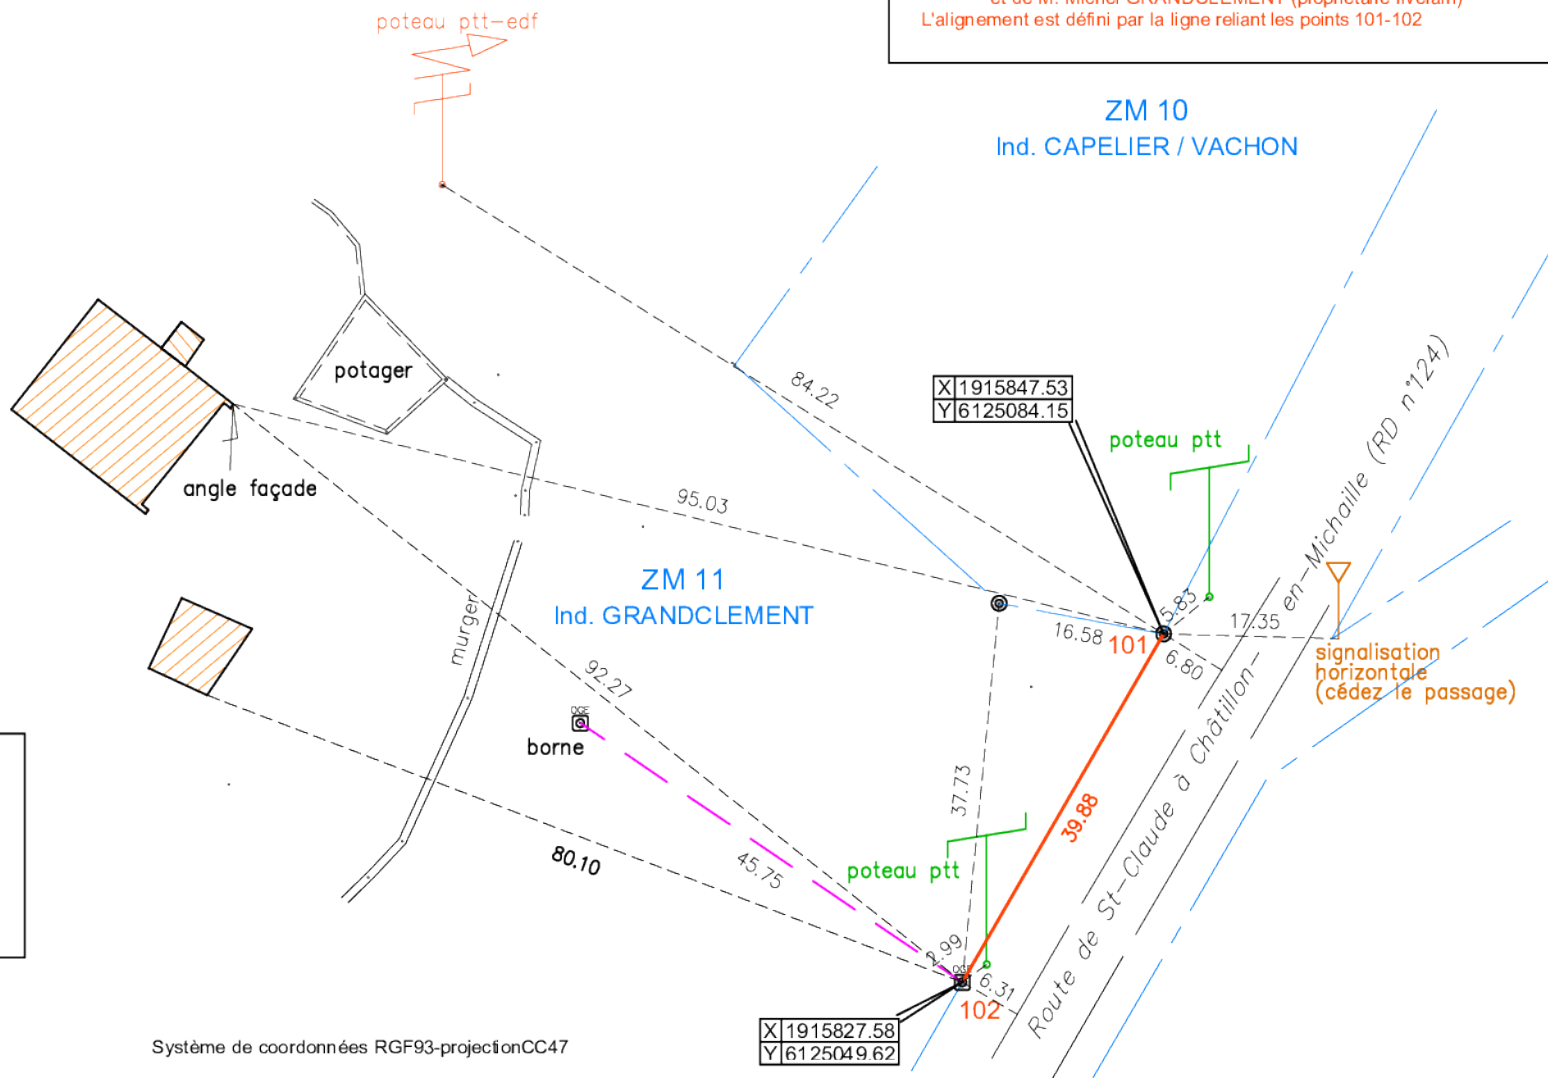 poteau ptt-edf
L'alignement est défini par la ligne reliant les points 101-102
ZM 10
Ind. CAPELIER / VACHON
potager
84.22
X 1915847.53
Y 6125084.15
poteau ptt
angle façade
95.03
ZM 11
Ind. GRANDCLEMENT
murger
5.83
16.58
101
17.35
6.80
signalisation
horizontale
(cédez le passage)
92.27
OGE
borne
37.73
39.88
Route de St-Claude à Châtillon-en-Michaille (RD n°124)
80.10
45.75
poteau ptt
2.99
6.31
102
X 1915827.58
Y 6125049.62
Système de coordonnées RGF93-projectionCC47